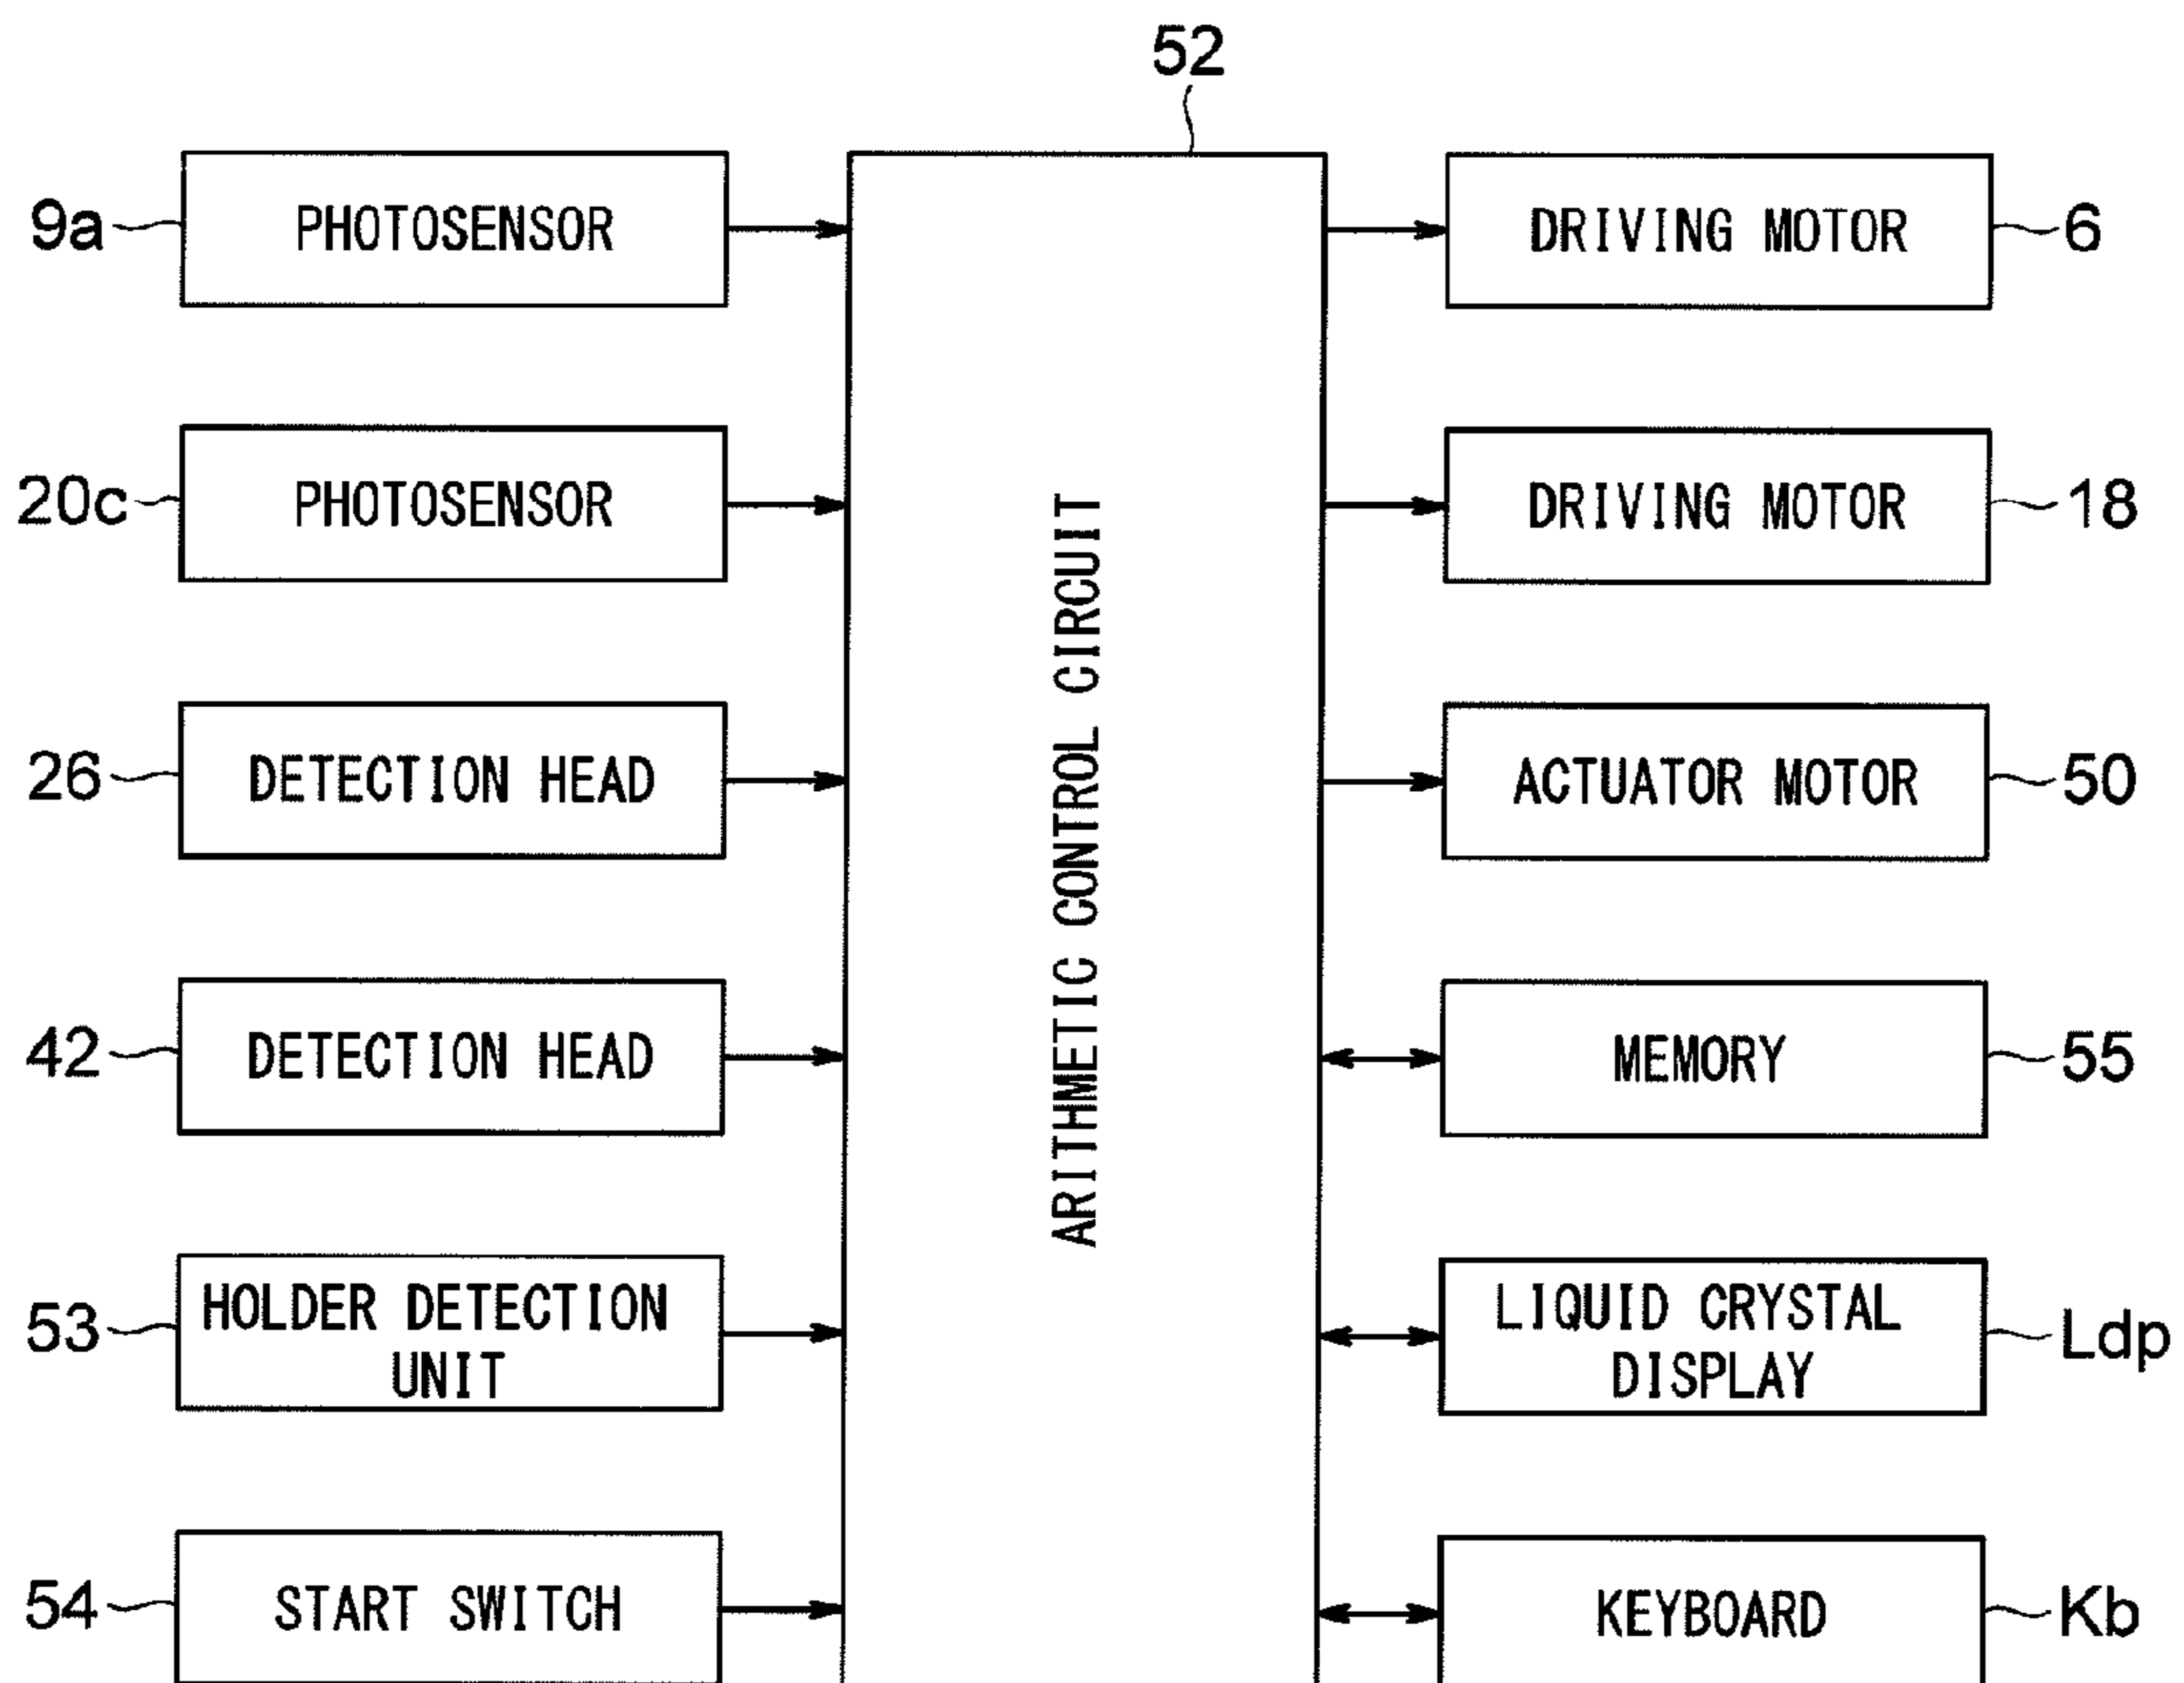 52
9a
PHOTOSENSOR
DRIVING MOTOR
6
20c
PHOTOSENSOR
DRIVING MOTOR
18
26
DETECTION HEAD
ACTUATOR MOTOR
50
ARITHMETIC CONTROL CIRCUIT
42
DETECTION HEAD
MEMORY
55
53
HOLDER DETECTION
UNIT
LIQUID CRYSTAL
DISPLAY
Ldp
54
START SWITCH
KEYBOARD
Kb